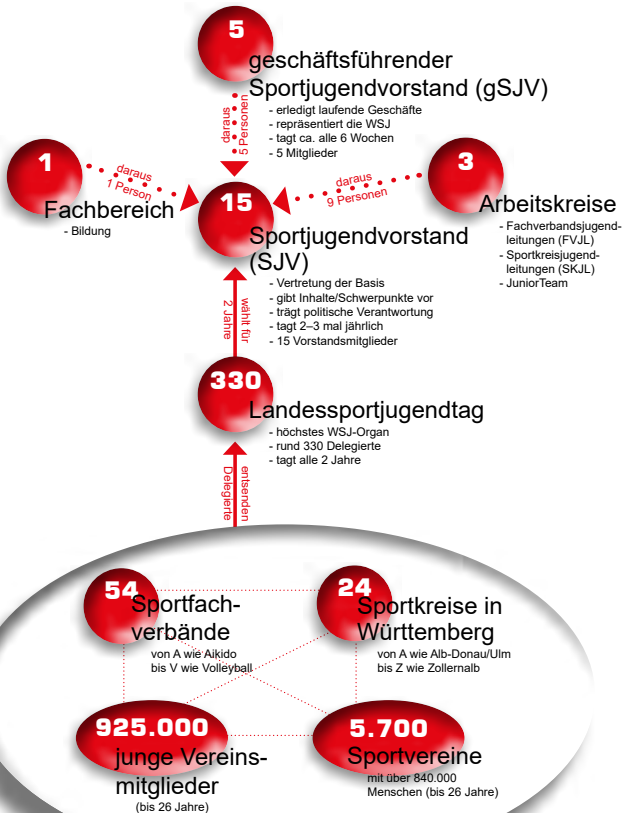 5
geschäftsführender
Sportjugendvorstand (gSJV)
- erledigt laufende Geschäfte
- repräsentiert die WSJ
- tagt ca. alle 6 Wochen
- 5 Mitglieder
daraus
5 Personen
1
Fachbereich
- Bildung
daraus
1 Person
3
Arbeitskreise
- Fachverbandsjugend-
leitungen (FVJL)
- Sportkreisjugend-
leitungen (SKJL)
- JuniorTeam
daraus
9 Personen
15
Sportjugendvorstand
(SJV)
- Vertretung der Basis
- gibt Inhalte/Schwerpunkte vor
- trägt politische Verantwortung
- tagt 2–3 mal jährlich
- 15 Vorstandsmitglieder
wählt für
2 Jahre
330
Landessportjugendtag
- höchstes WSJ-Organ
- rund 330 Delegierte
- tagt alle 2 Jahre
entsenden
Delegierte
54
Sportfach-
verbände
von A wie Aikido
bis V wie Volleyball
24
Sportkreise in
Württemberg
von A wie Alb-Donau/Ulm
bis Z wie Zollernalb
925.000
junge Vereins-
mitglieder
(bis 26 Jahre)
5.700
Sportvereine
mit über 840.000
Menschen (bis 26 Jahre)